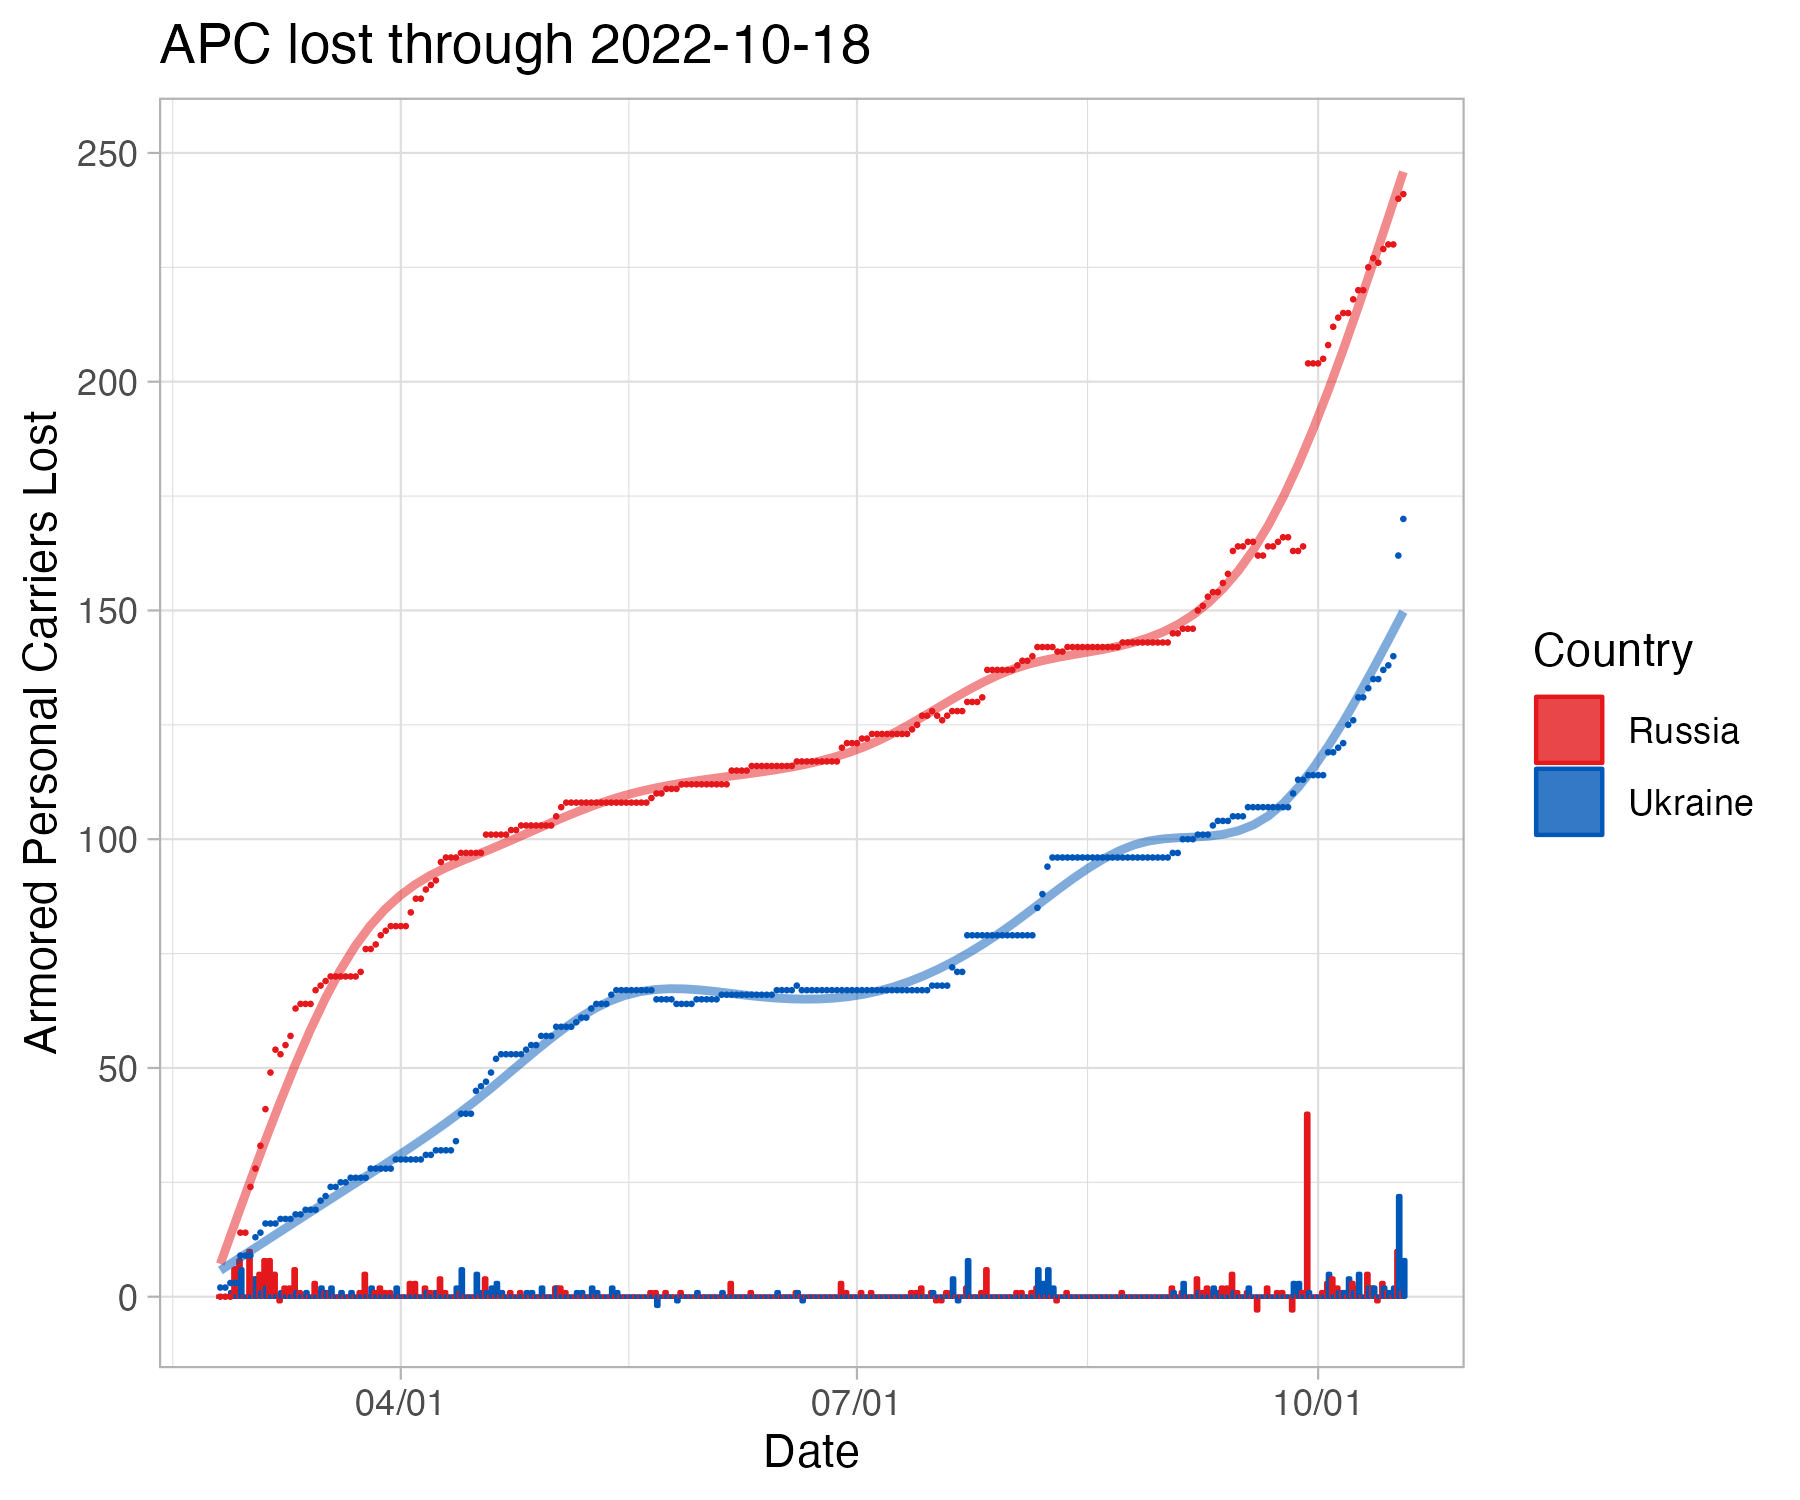 APC lost through 2022-10-18
Armored Personal Carriers Lost
250
200
150
100
50
0
04/01
07/01
10/01
Date
Country
Russia
Ukraine